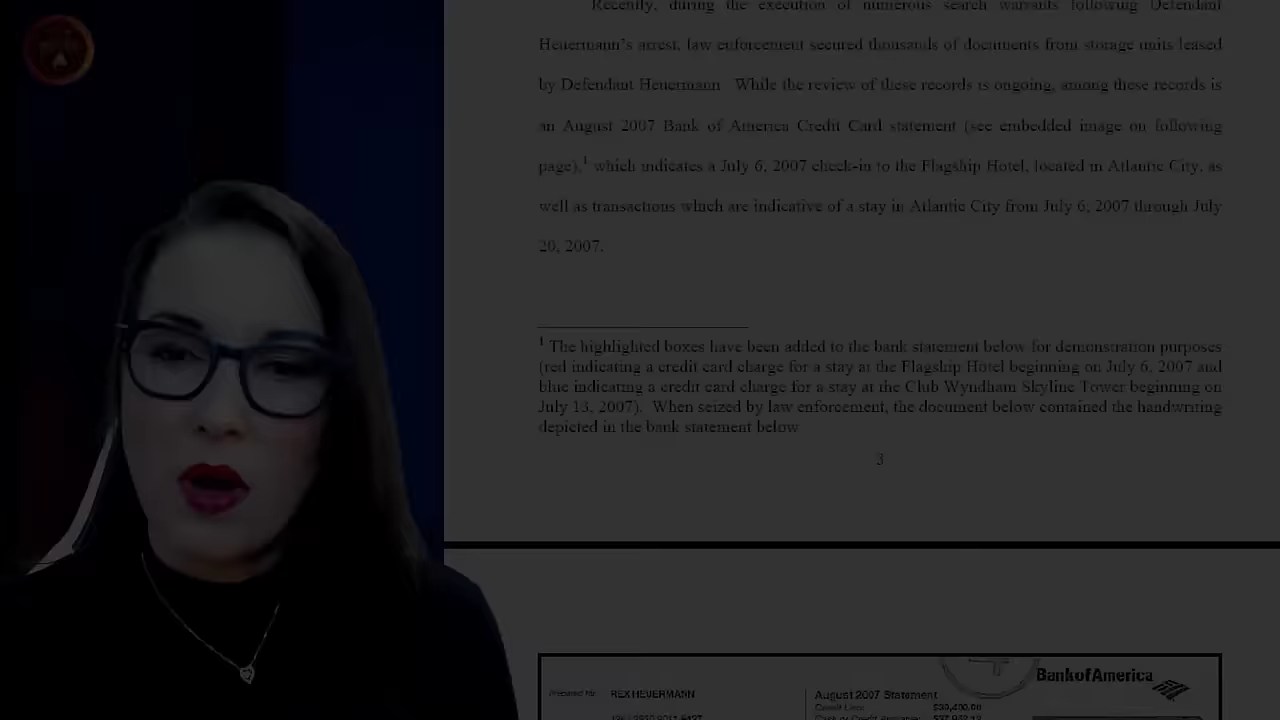 Recently, during the execution of numerous search warrants following Defendant
Heuermann's arrest, law enforcement secured thousands of documents from storage units leased
by Defendant Heuermann. While the review of these records is ongoing, among these records is
an August 2007 Bank of America Credit Card statement (see embedded image on following
page),1 which indicates a July 6, 2007 check-in to the Flagship Hotel, located in Atlantic City, as
well as transactions which are indicative of a stay in Atlantic City from July 6, 2007 through July
20, 2007.
1 The highlighted boxes have been added to the bank statement below for demonstration purposes
(red indicating a credit card charge for a stay at the Flagship Hotel beginning on July 6, 2007 and
blue indicating a credit card charge for a stay at the Club Wyndham Skyline Tower beginning on
July 13, 2007). When seized by law enforcement, the document below contained the handwriting
depicted in the bank statement below
3
BankofAmerica
Prepared for: REX HEUERMANN
August 2007 Statement
Credit Line: $30,400.00